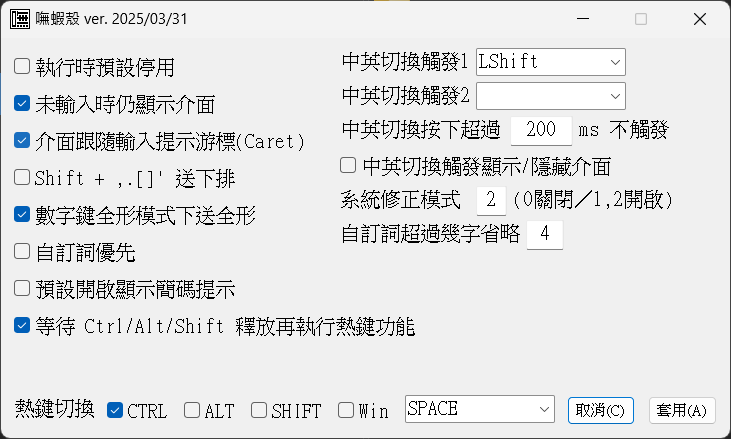 嘸蝦殼 ver. 2025/03/31
執行時預設停用
未輸入時仍顯示介面
介面跟隨輸入提示游標(Caret)
Shift + ,.[]' 送下排
數字鍵全形模式下送全形
自訂詞優先
預設開啟顯示簡碼提示
等待 Ctrl/Alt/Shift 釋放再執行熱鍵功能
中英切換觸發1 LShift
中英切換觸發2
中英切換按下超過 200 ms 不觸發
中英切換觸發顯示/隱藏介面
系統修正模式 2 (0關閉／1,2開啟)
自訂詞超過幾字省略 4
熱鍵切換 CTRL ALT SHIFT Win SPACE 取消(C) 套用(A)